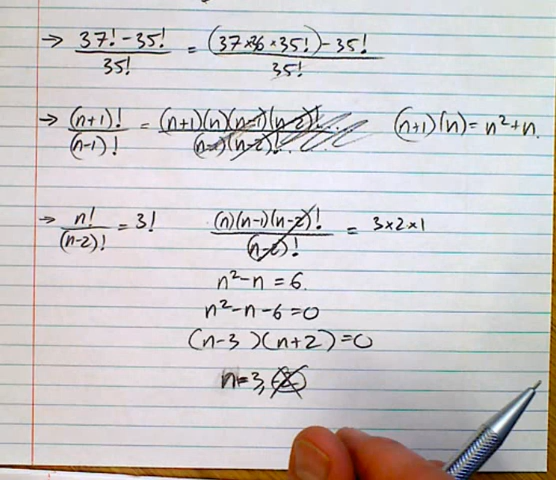 → (37! - 35!)/35! = ((37×36×35!) - 35!)/35!
→ (n+1)!/(n-1)! = (n+1)(n)(n-1)(n-2)!/(n-1)(n-2)! (n+1)(n) = n²+n
→ n!/(n-2)! = 3! (n)(n-1)(n-2)!/(n-2)! = 3×2×1
n²-n = 6
n²-n-6=0
(n-3)(n+2)=0
n=3, -2